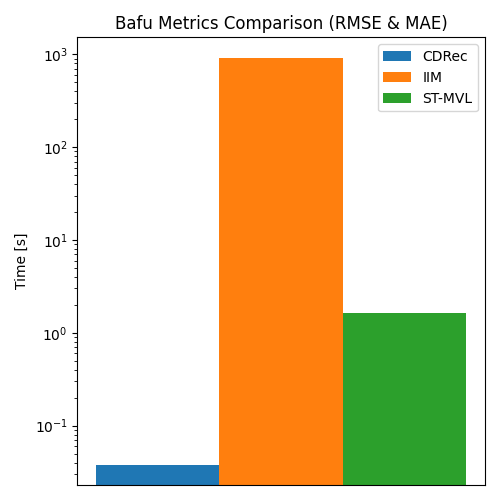 Bafu Metrics Comparison (RMSE & MAE)
CDRec
IIM
ST-MVL
Time [s]
10³
10²
10¹
10⁰
10⁻¹